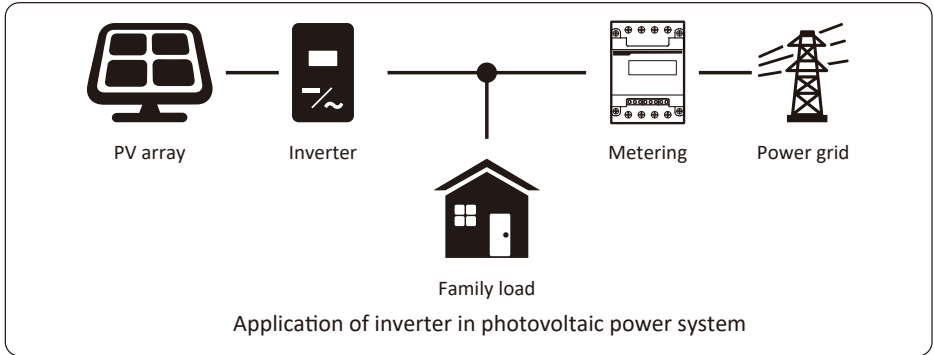 PV array
Inverter
Metering
Power grid
Family load
Application of inverter in photovoltaic power system